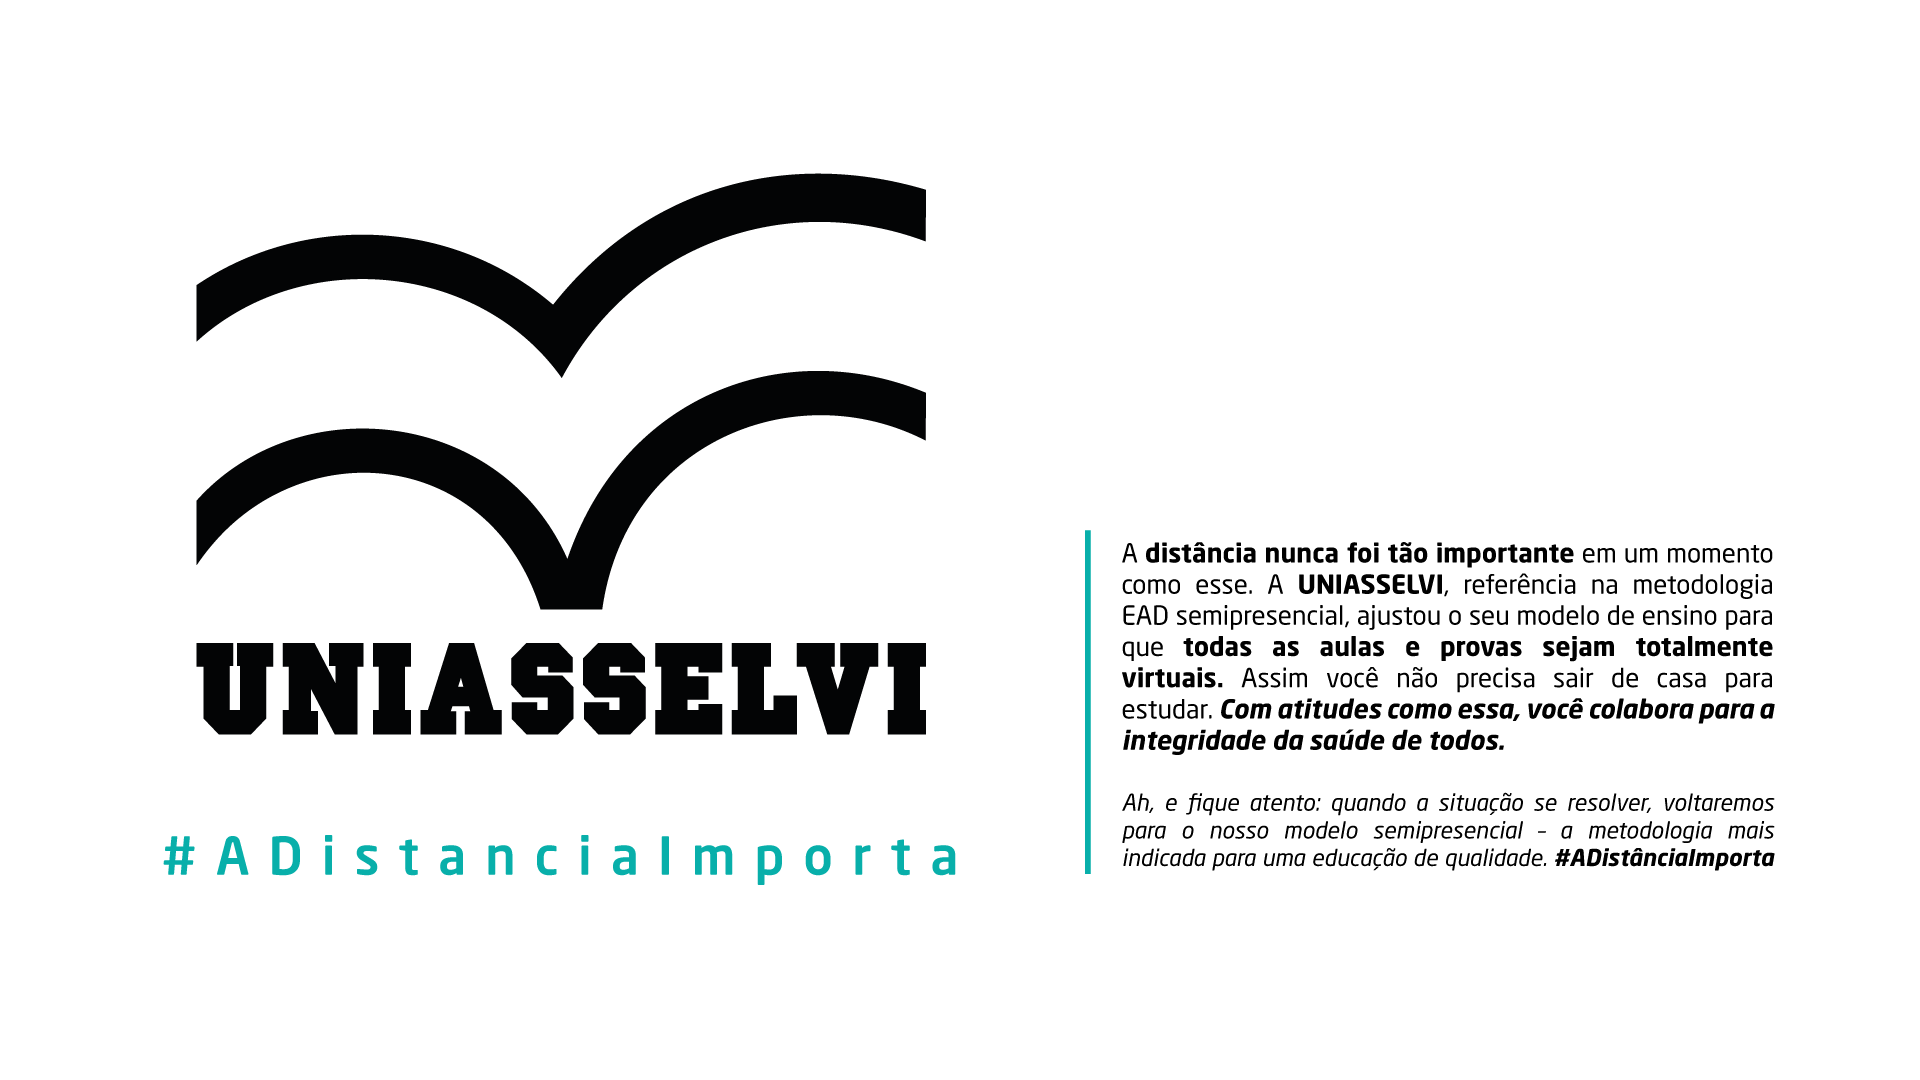 UNIASSELVI
#ADistanciaImporta
A distância nunca foi tão importante em um momento
como esse. A UNIASSELVI, referência na metodologia
EAD semipresencial, ajustou o seu modelo de ensino para
que todas as aulas e provas sejam totalmente
virtuais. Assim você não precisa sair de casa para
estudar. Com atitudes como essa, você colabora para a
integridade da saúde de todos.
Ah, e fique atento: quando a situação se resolver, voltaremos
para o nosso modelo semipresencial – a metodologia mais
indicada para uma educação de qualidade. #ADistânciaImporta